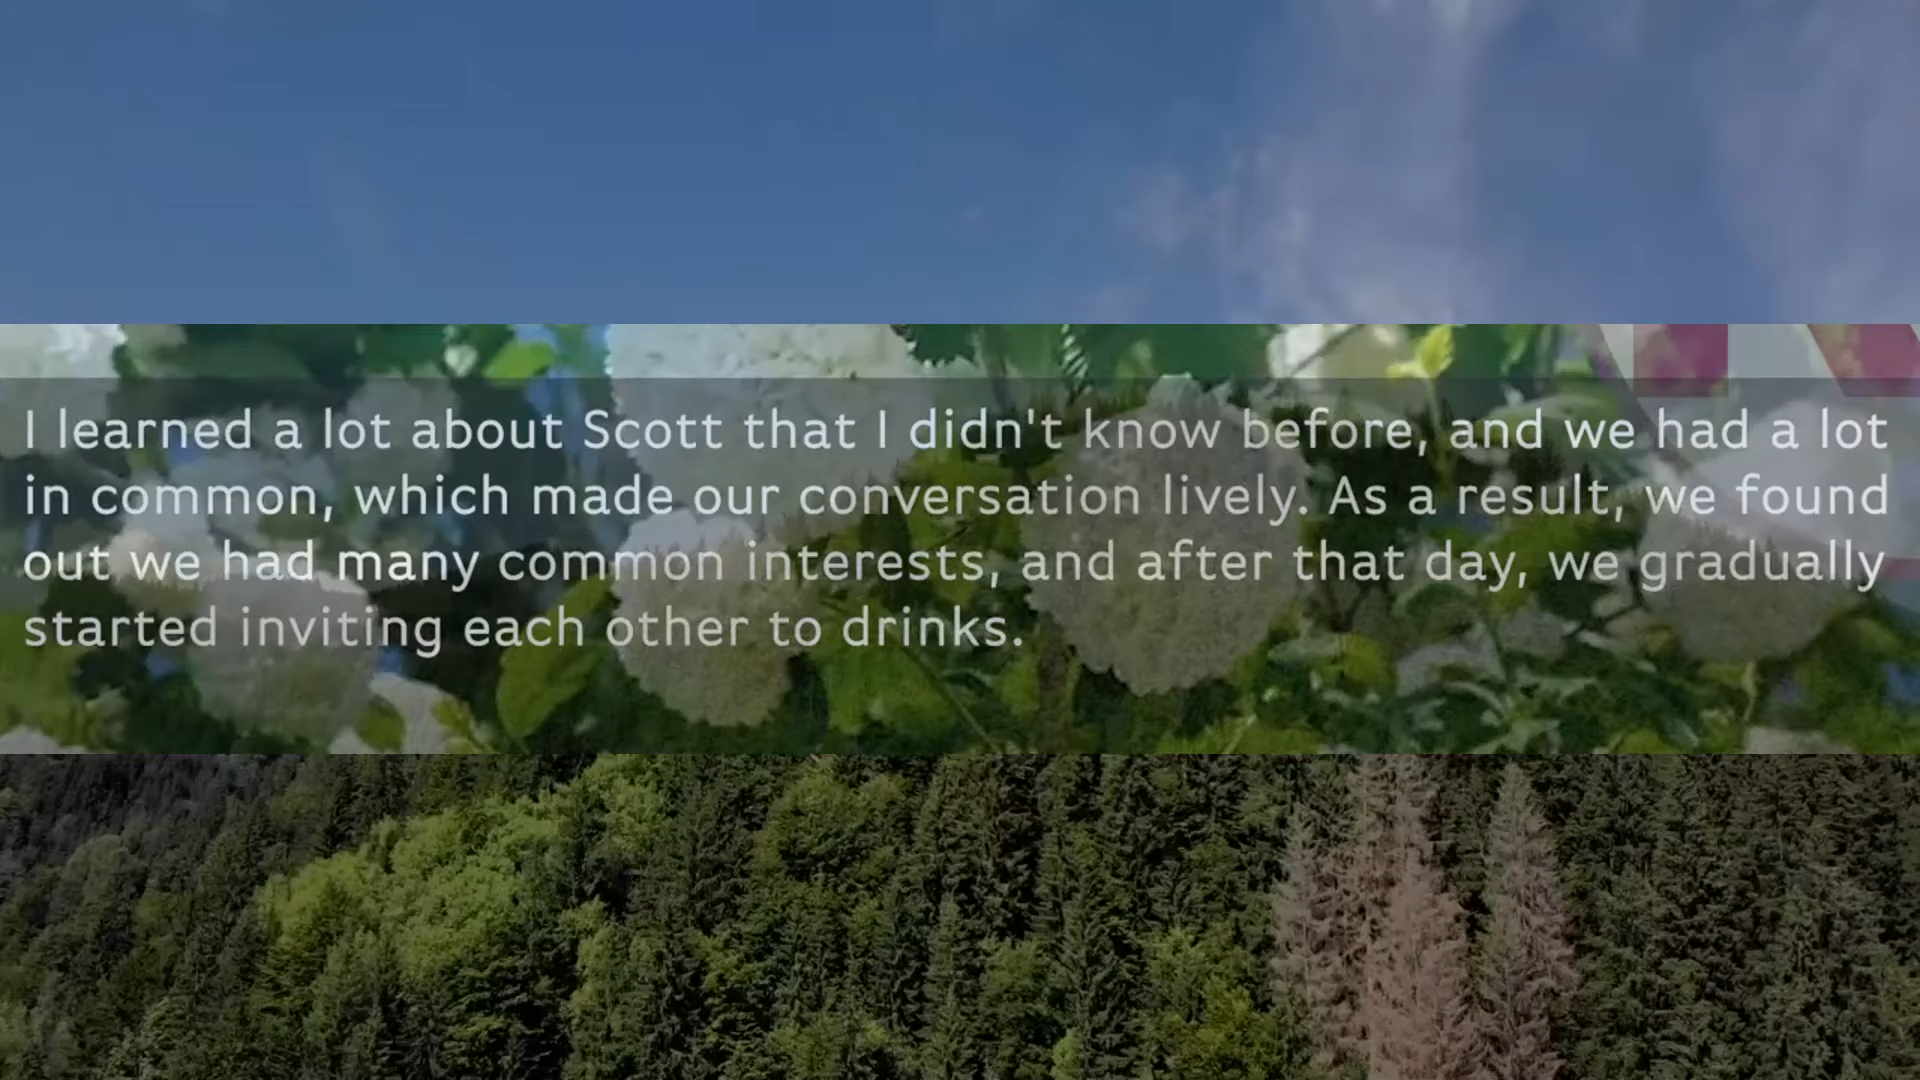 I learned a lot about Scott that I didn't know before, and we had a lot
in common, which made our conversation lively. As a result, we found
out we had many common interests, and after that day, we gradually
started inviting each other to drinks.